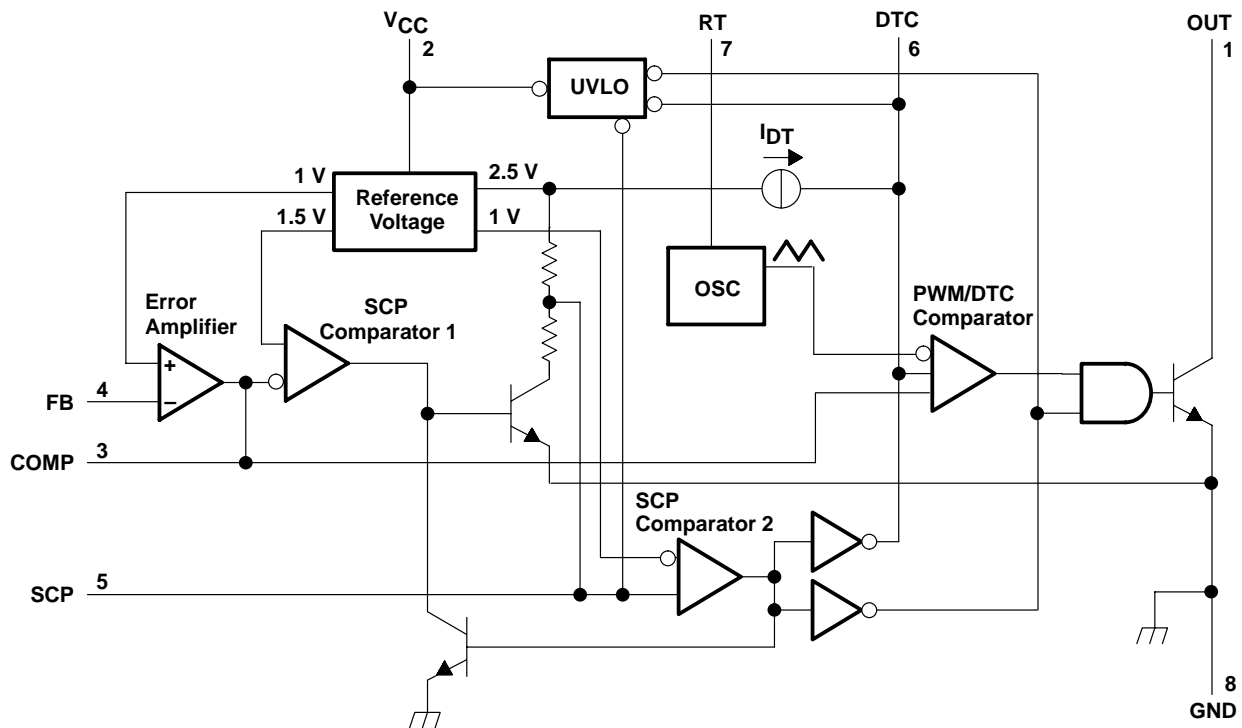 VCC
2
RT
7
DTC
6
OUT
1
UVLO
IDT
1 V
1.5 V
Reference
Voltage
2.5 V
1 V
OSC
Error
Amplifier
SCP
Comparator 1
PWM/DTC
Comparator
+
−
FB
4
COMP
3
SCP
Comparator 2
SCP
5
8
GND